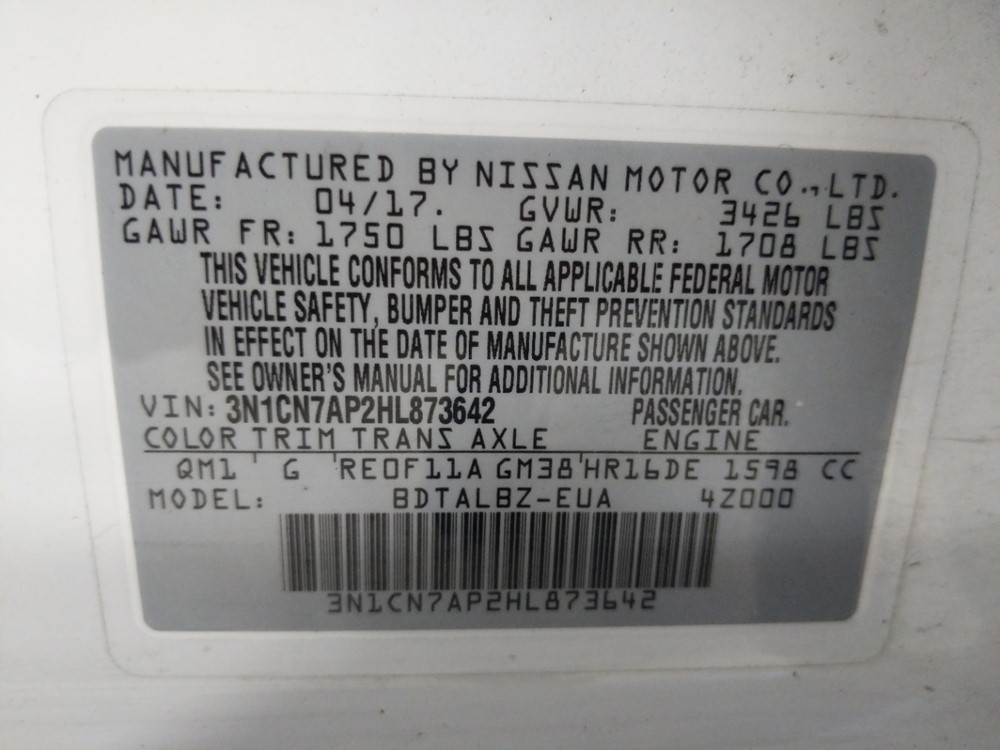 MANUFACTURED BY NISSAN MOTOR CO., LTD.
DATE: 04/17. GVWR: 3426 LBS
GAWR FR: 1750 LBS GAWR RR: 1708 LBS
THIS VEHICLE CONFORMS TO ALL APPLICABLE FEDERAL MOTOR
VEHICLE SAFETY, BUMPER AND THEFT PREVENTION STANDARDS
IN EFFECT ON THE DATE OF MANUFACTURE SHOWN ABOVE.
SEE OWNER'S MANUAL FOR ADDITIONAL INFORMATION.
VIN: 3N1CN7AP2HL873642 PASSENGER CAR.
COLOR TRIM TRANS AXLE ENGINE
QM1 ' G ' RE0F11A GM38 ' HR16DE 1598 CC
MODEL: BDTALBZ-EUA 4Z000
3N1CN7AP2HL873642